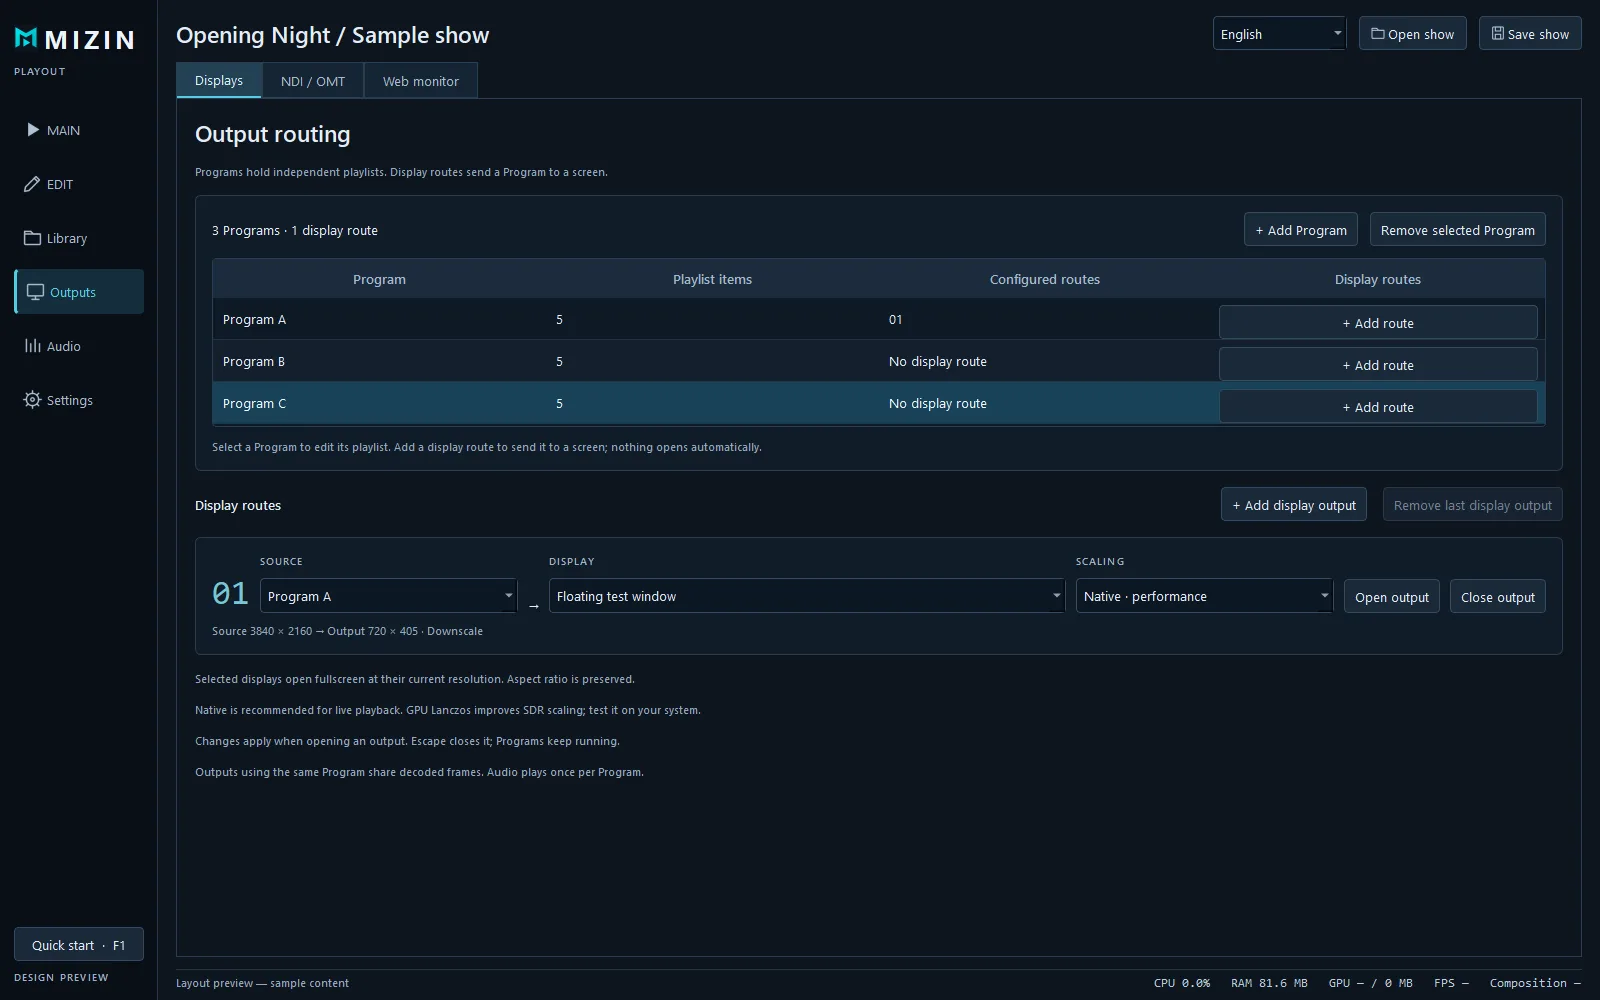 MIZIN
PLAYOUT
MAIN
EDIT
Library
Outputs
Audio
Settings
Quick start · F1
DESIGN PREVIEW
Opening Night / Sample show
English
Open show
Save show
Displays
NDI / OMT
Web monitor
Output routing
Programs hold independent playlists. Display routes send a Program to a screen.
3 Programs · 1 display route
+ Add Program
Remove selected Program
Program Playlist items Configured routes Display routes
Program A 5 01 + Add route
Program B 5 No display route + Add route
Program C 5 No display route + Add route
Select a Program to edit its playlist. Add a display route to send it to a screen; nothing opens automatically.
Display routes
+ Add display output
Remove last display output
SOURCE DISPLAY SCALING
01 Program A → Floating test window Native · performance Open output Close output
Source 3840 × 2160 → Output 720 × 405 · Downscale
Selected displays open fullscreen at their current resolution. Aspect ratio is preserved.
Native is recommended for live playback. GPU Lanczos improves SDR scaling; test it on your system.
Changes apply when opening an output. Escape closes it; Programs keep running.
Outputs using the same Program share decoded frames. Audio plays once per Program.
Layout preview — sample content
CPU 0.0% RAM 81.6 MB GPU — / 0 MB FPS — Composition —